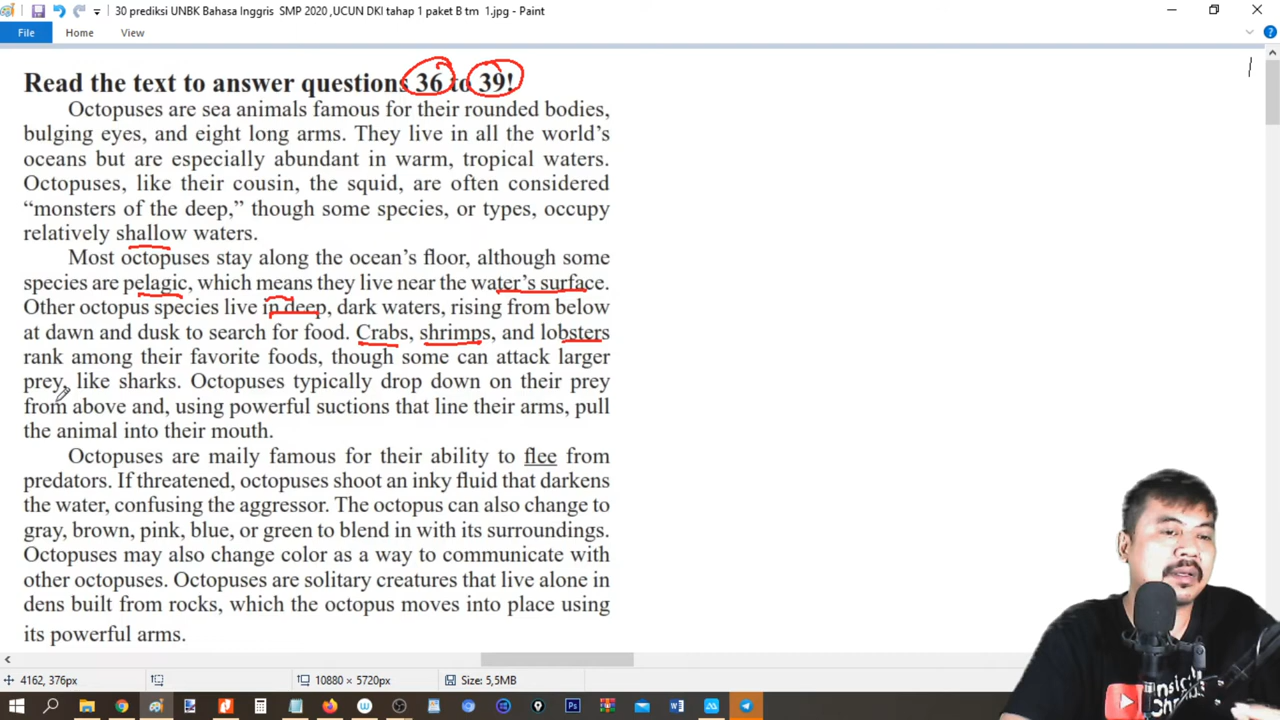 30 prediksi UNBK Bahasa Inggris SMP 2020 ,UCUN DKI tahap 1 paket B tm 1.jpg - Paint
File Home View
Read the text to answer questions 36 to 39!
Octopuses are sea animals famous for their rounded bodies,
bulging eyes, and eight long arms. They live in all the world's
oceans but are especially abundant in warm, tropical waters.
Octopuses, like their cousin, the squid, are often considered
“monsters of the deep,” though some species, or types, occupy
relatively shallow waters.
Most octopuses stay along the ocean's floor, although some
species are pelagic, which means they live near the water's surface.
Other octopus species live in deep, dark waters, rising from below
at dawn and dusk to search for food. Crabs, shrimps, and lobsters
rank among their favorite foods, though some can attack larger
prey, like sharks. Octopuses typically drop down on their prey
from above and, using powerful suctions that line their arms, pull
the animal into their mouth.
Octopuses are maily famous for their ability to flee from
predators. If threatened, octopuses shoot an inky fluid that darkens
the water, confusing the aggressor. The octopus can also change to
gray, brown, pink, blue, or green to blend in with its surroundings.
Octopuses may also change color as a way to communicate with
other octopuses. Octopuses are solitary creatures that live alone in
dens built from rocks, which the octopus moves into place using
its powerful arms.
4162, 376px 10880 × 5720px Size: 5,5MB